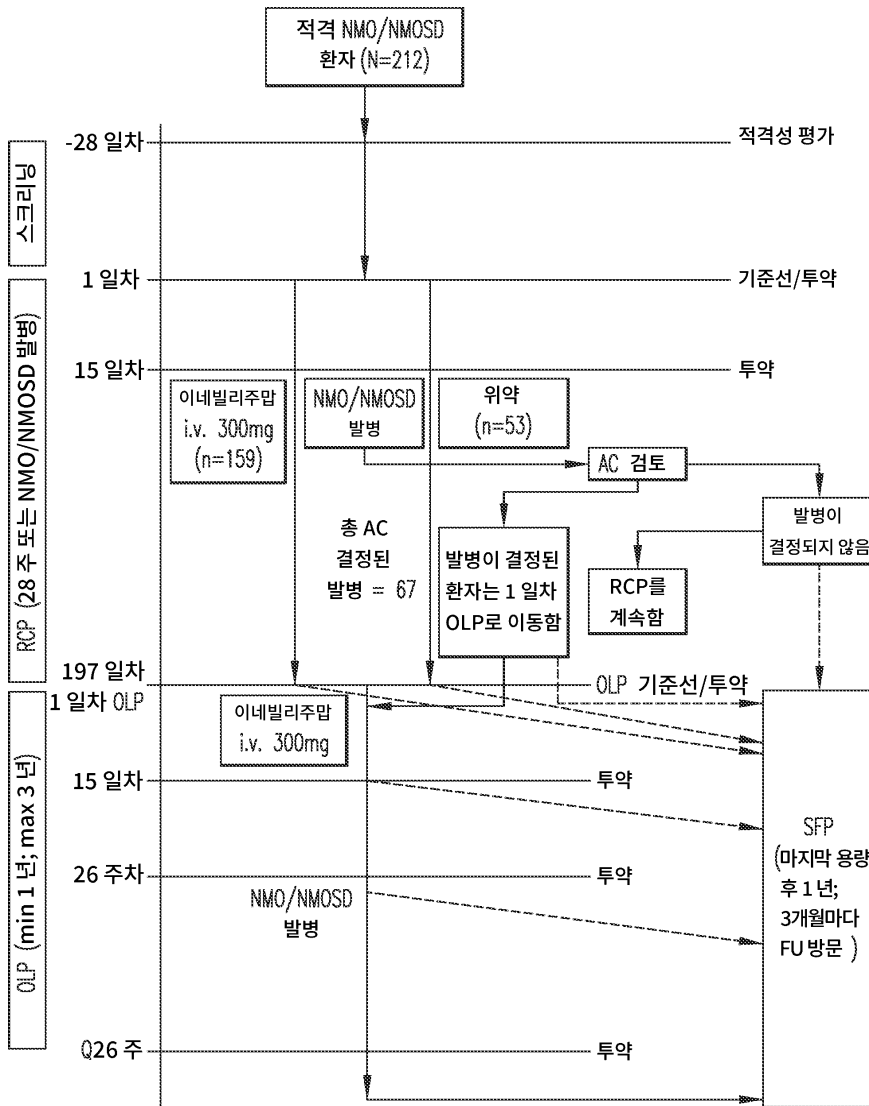 적격 NMO/NMOSD
환자 (N=212)
-28 일차
적격성 평가
스크리닝
1 일차
기준선/투약
RCP (28 주 또는 NMO/NMOSD 발병)
15 일차
투약
이네빌리주맙
i.v. 300mg
(n=159)
NMO/NMOSD
발병
위약
(n=53)
AC 검토
발병이
결정되지 않음
총 AC
결정된
발병 = 67
발병이 결정된
환자는 1 일차
OLP로 이동함
RCP를
계속함
197 일차
1 일차 OLP
OLP 기준선/투약
이네빌리주맙
i.v. 300mg
OLP (min 1 년; max 3 년)
15 일차
투약
SFP
(마지막 용량
후 1 년;
3개월마다
FU 방문 )
26 주차
투약
NMO/NMOSD
발병
Q26 주
투약